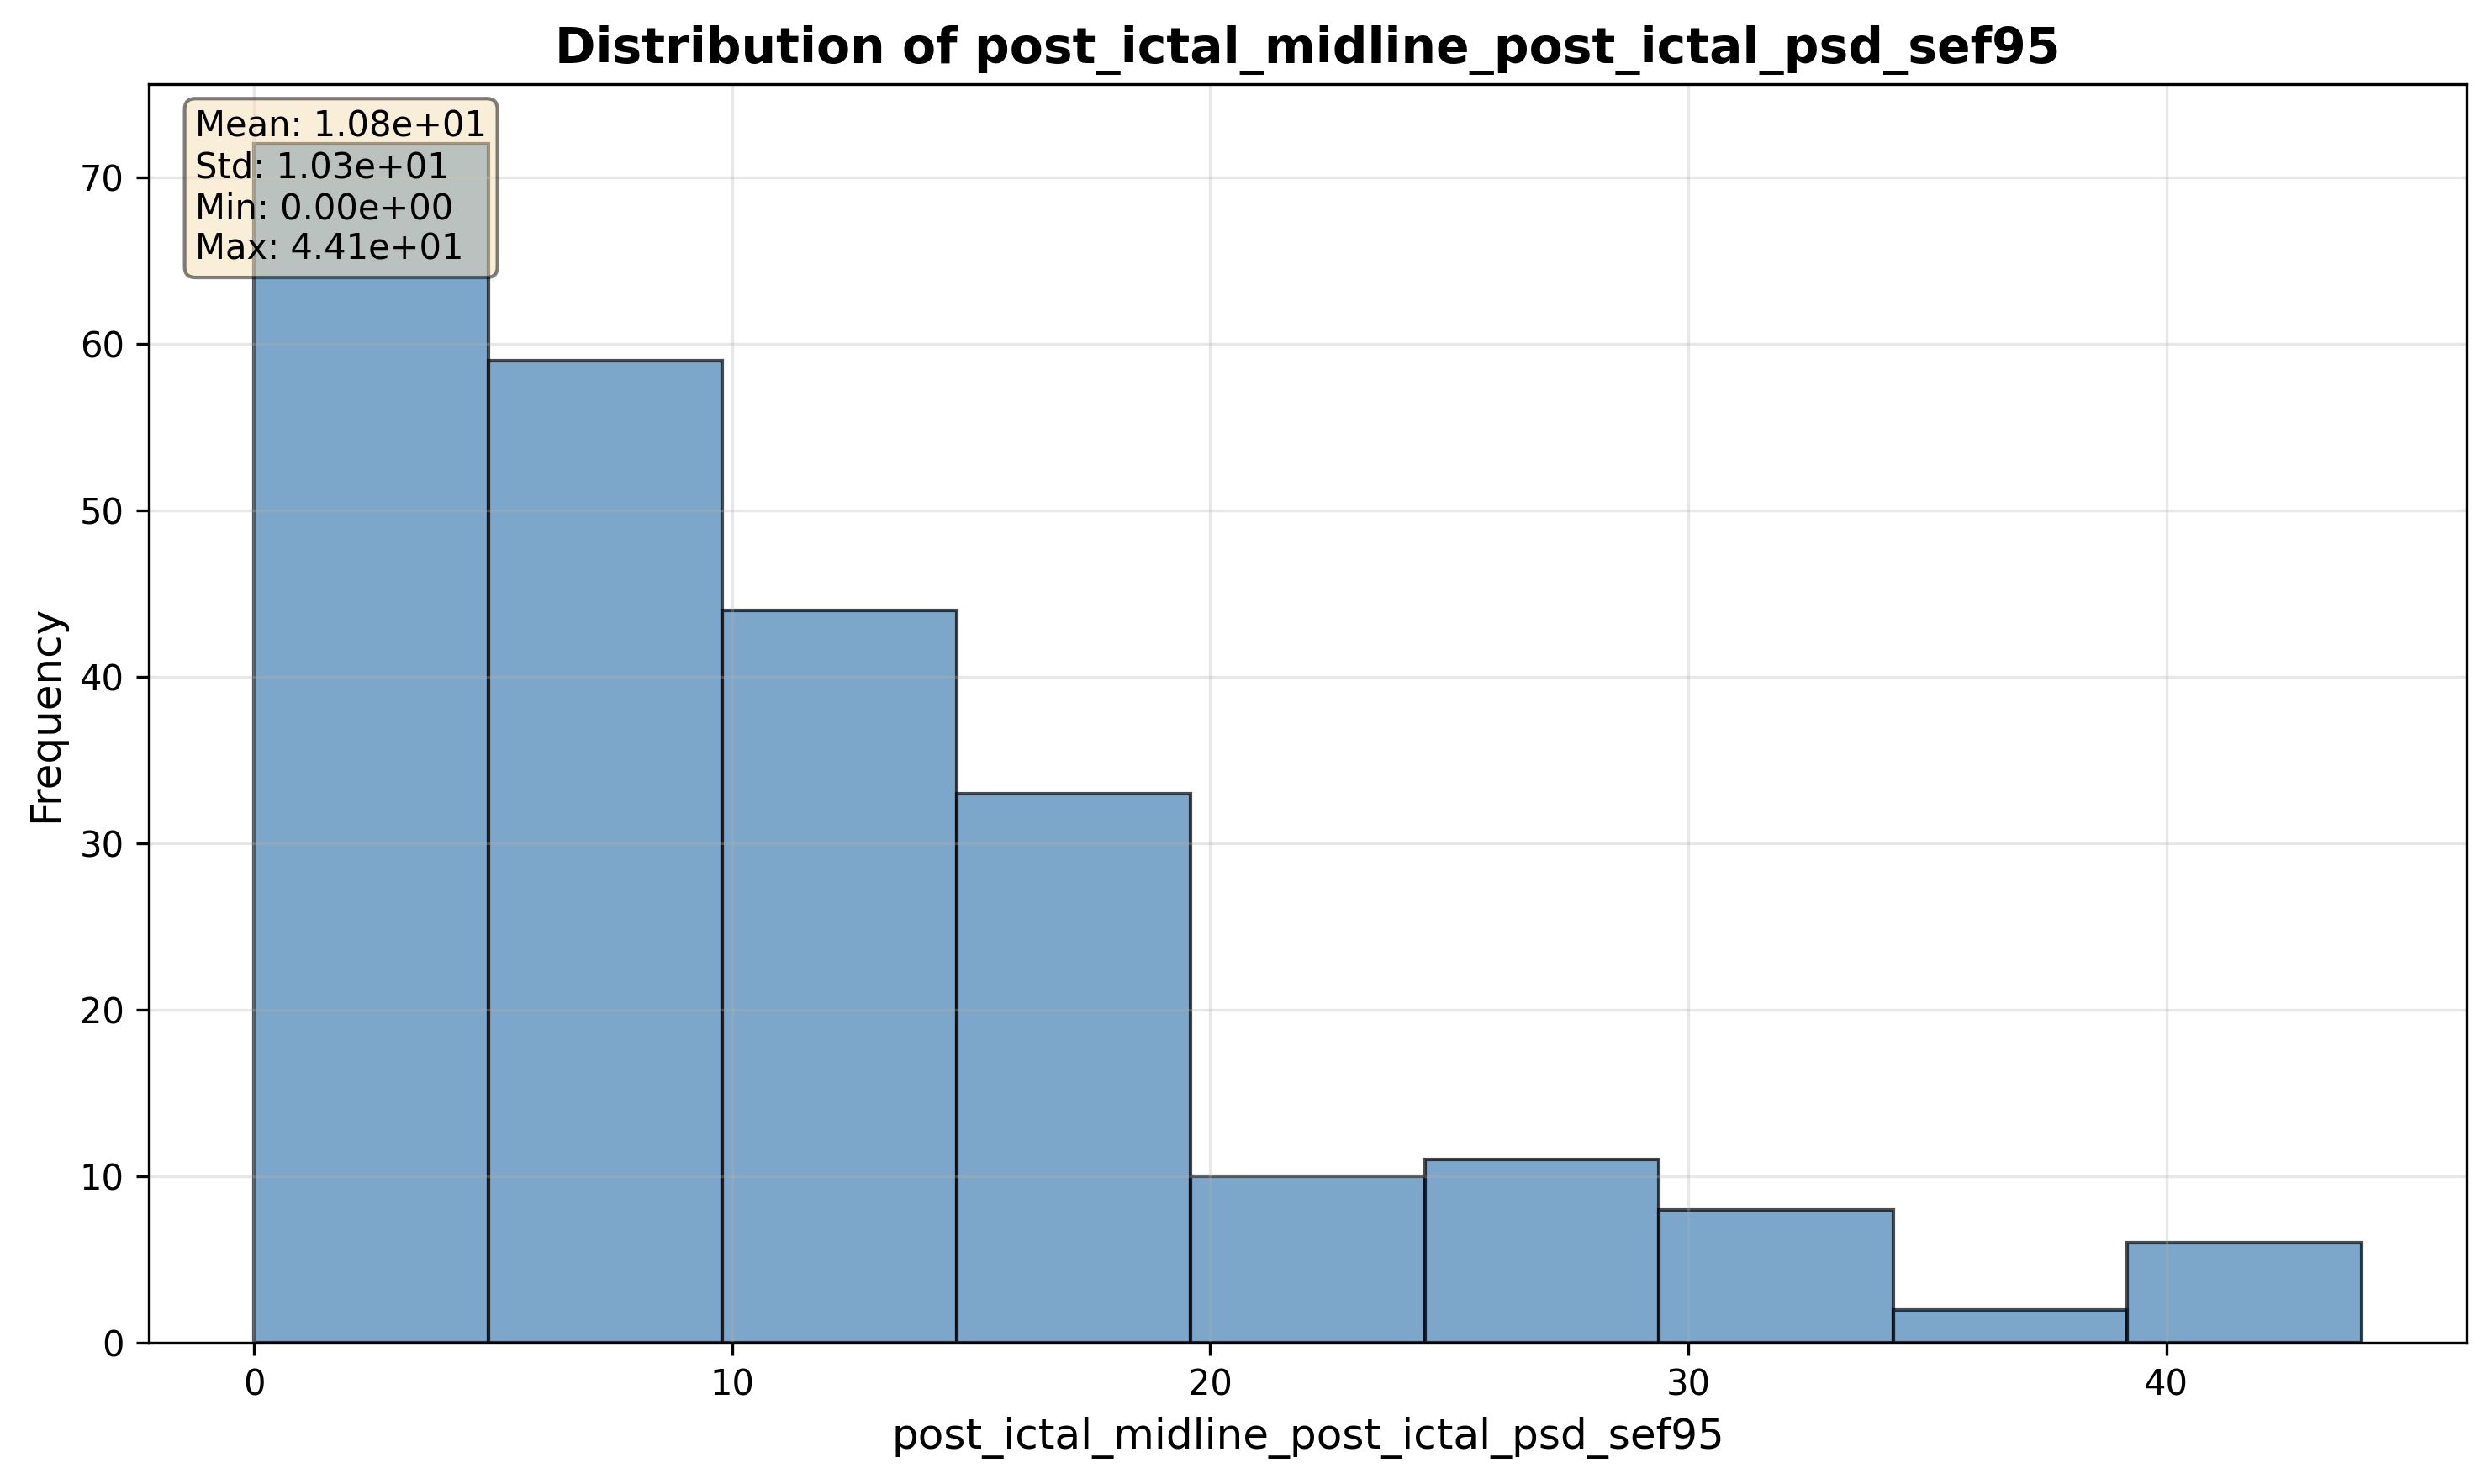 Distribution of post_ictal_midline_post_ictal_psd_sef95
Mean: 1.08e+01
Std: 1.03e+01
Min: 0.00e+00
Max: 4.41e+01
70
60
50
40
30
20
10
0
Frequency
0 10 20 30 40
post_ictal_midline_post_ictal_psd_sef95